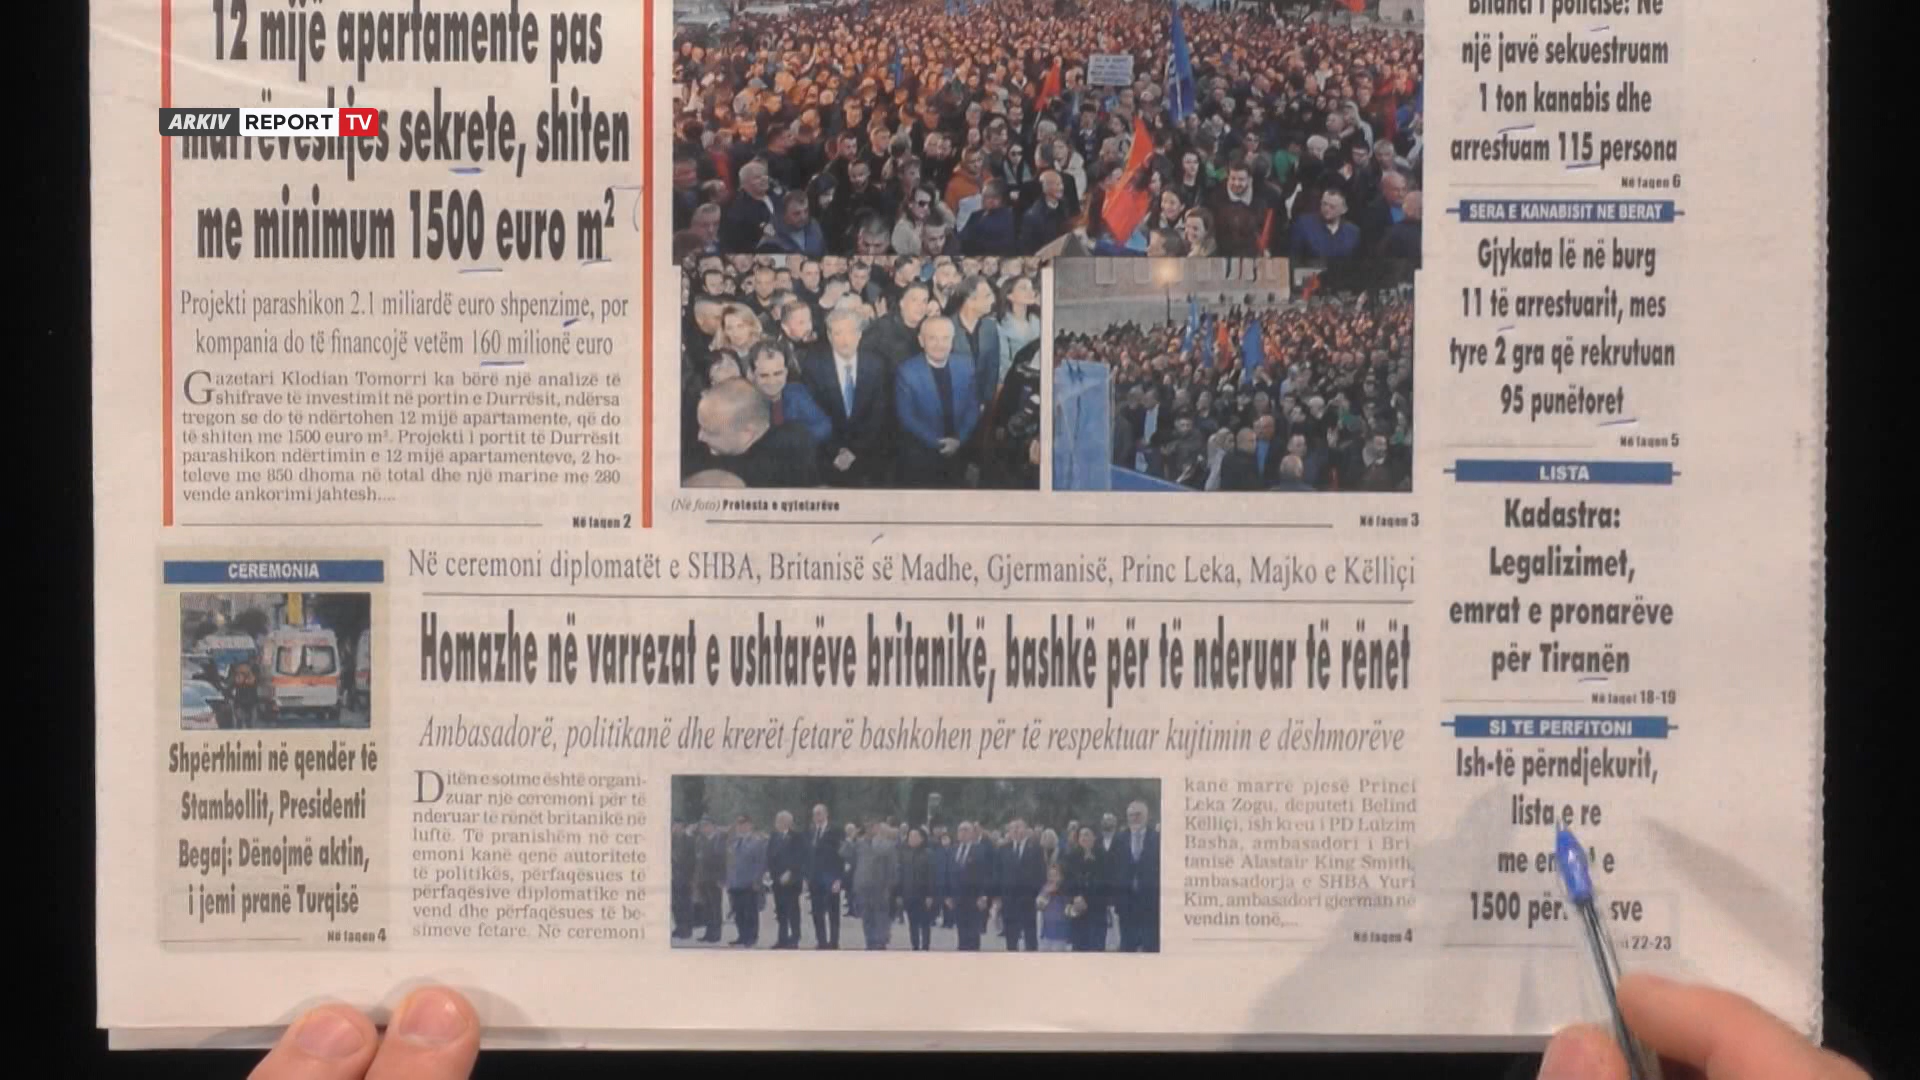 12 mijë apartamente pas
ARKIV REPORT TV
sekrete, shiten
me minimum 1500 euro m²
Projekti parashikon 2.1 miliardë euro shpenzime, por
kompania do të financojë vetëm 160 milionë euro
Gazetari Klodian Tomorri ka bërë një analizë të
shifrave të investimit në portin e Durrësit, ndërsa
tregon se do të ndërtohen 12 mijë apartamente, që do
të shiten me 1500 euro m². Projekti i portit të Durrësit
parashikon ndërtimin e 12 mijë apartamenteve, 2 ho-
televe me 850 dhoma në total dhe një marine me 280
vende ankorimi jahtesh....
Në faqen 2
(Në foto) Protesta e qytetarëve
Në faqen 3
një javë sekuestruam
1 ton kanabis dhe
arrestuam 115 persona
Në faqen 6
SERA E KANABISIT NE BERAT
Gjykata lë në burg
11 të arrestuarit, mes
tyre 2 gra që rekrutuan
95 punëtoret
Në faqen 5
LISTA
Kadastra:
Legalizimet,
emrat e pronarëve
për Tiranën
Në faqet 18-19
SI TE PERFITONI
Ish-të përndjekurit,
lista e re
me e
1500 për sve
22-23
CEREMONIA
Shpërthimi në qendër të
Stambollit, Presidenti
Begaj: Dënojmë aktin,
i jemi pranë Turqisë
Në faqen 4
Në ceremoni diplomatët e SHBA, Britanisë së Madhe, Gjermanisë, Princ Leka, Majko e Këlliçi
Homazhe në varrezat e ushtarëve britanikë, bashkë për të nderuar të rënët
Ambasadorë, politikanë dhe krerët fetarë bashkohen për të respektuar kujtimin e dëshmorëve
Ditën e sotme është organi-
zuar një ceremoni për të
nderuar të rënët britanikë në
luftë. Të pranishëm në cer-
emoni kanë qenë autoritete
të politikës, përfaqësues të
përfaqësive diplomatike në
vend dhe përfaqësues të be-
simeve fetare. Në ceremoni
kanë marrë pjesë Princi
Leka Zogu, deputeti Belind
Këlliçi, ish kreu i PD Lulzim
Basha, ambasadori i Bri-
tanisë Alastair King Smith,
ambasadorja e SHBA Yuri
Kim, ambasadori gjerman në
vendin tonë,...
Në faqen 4